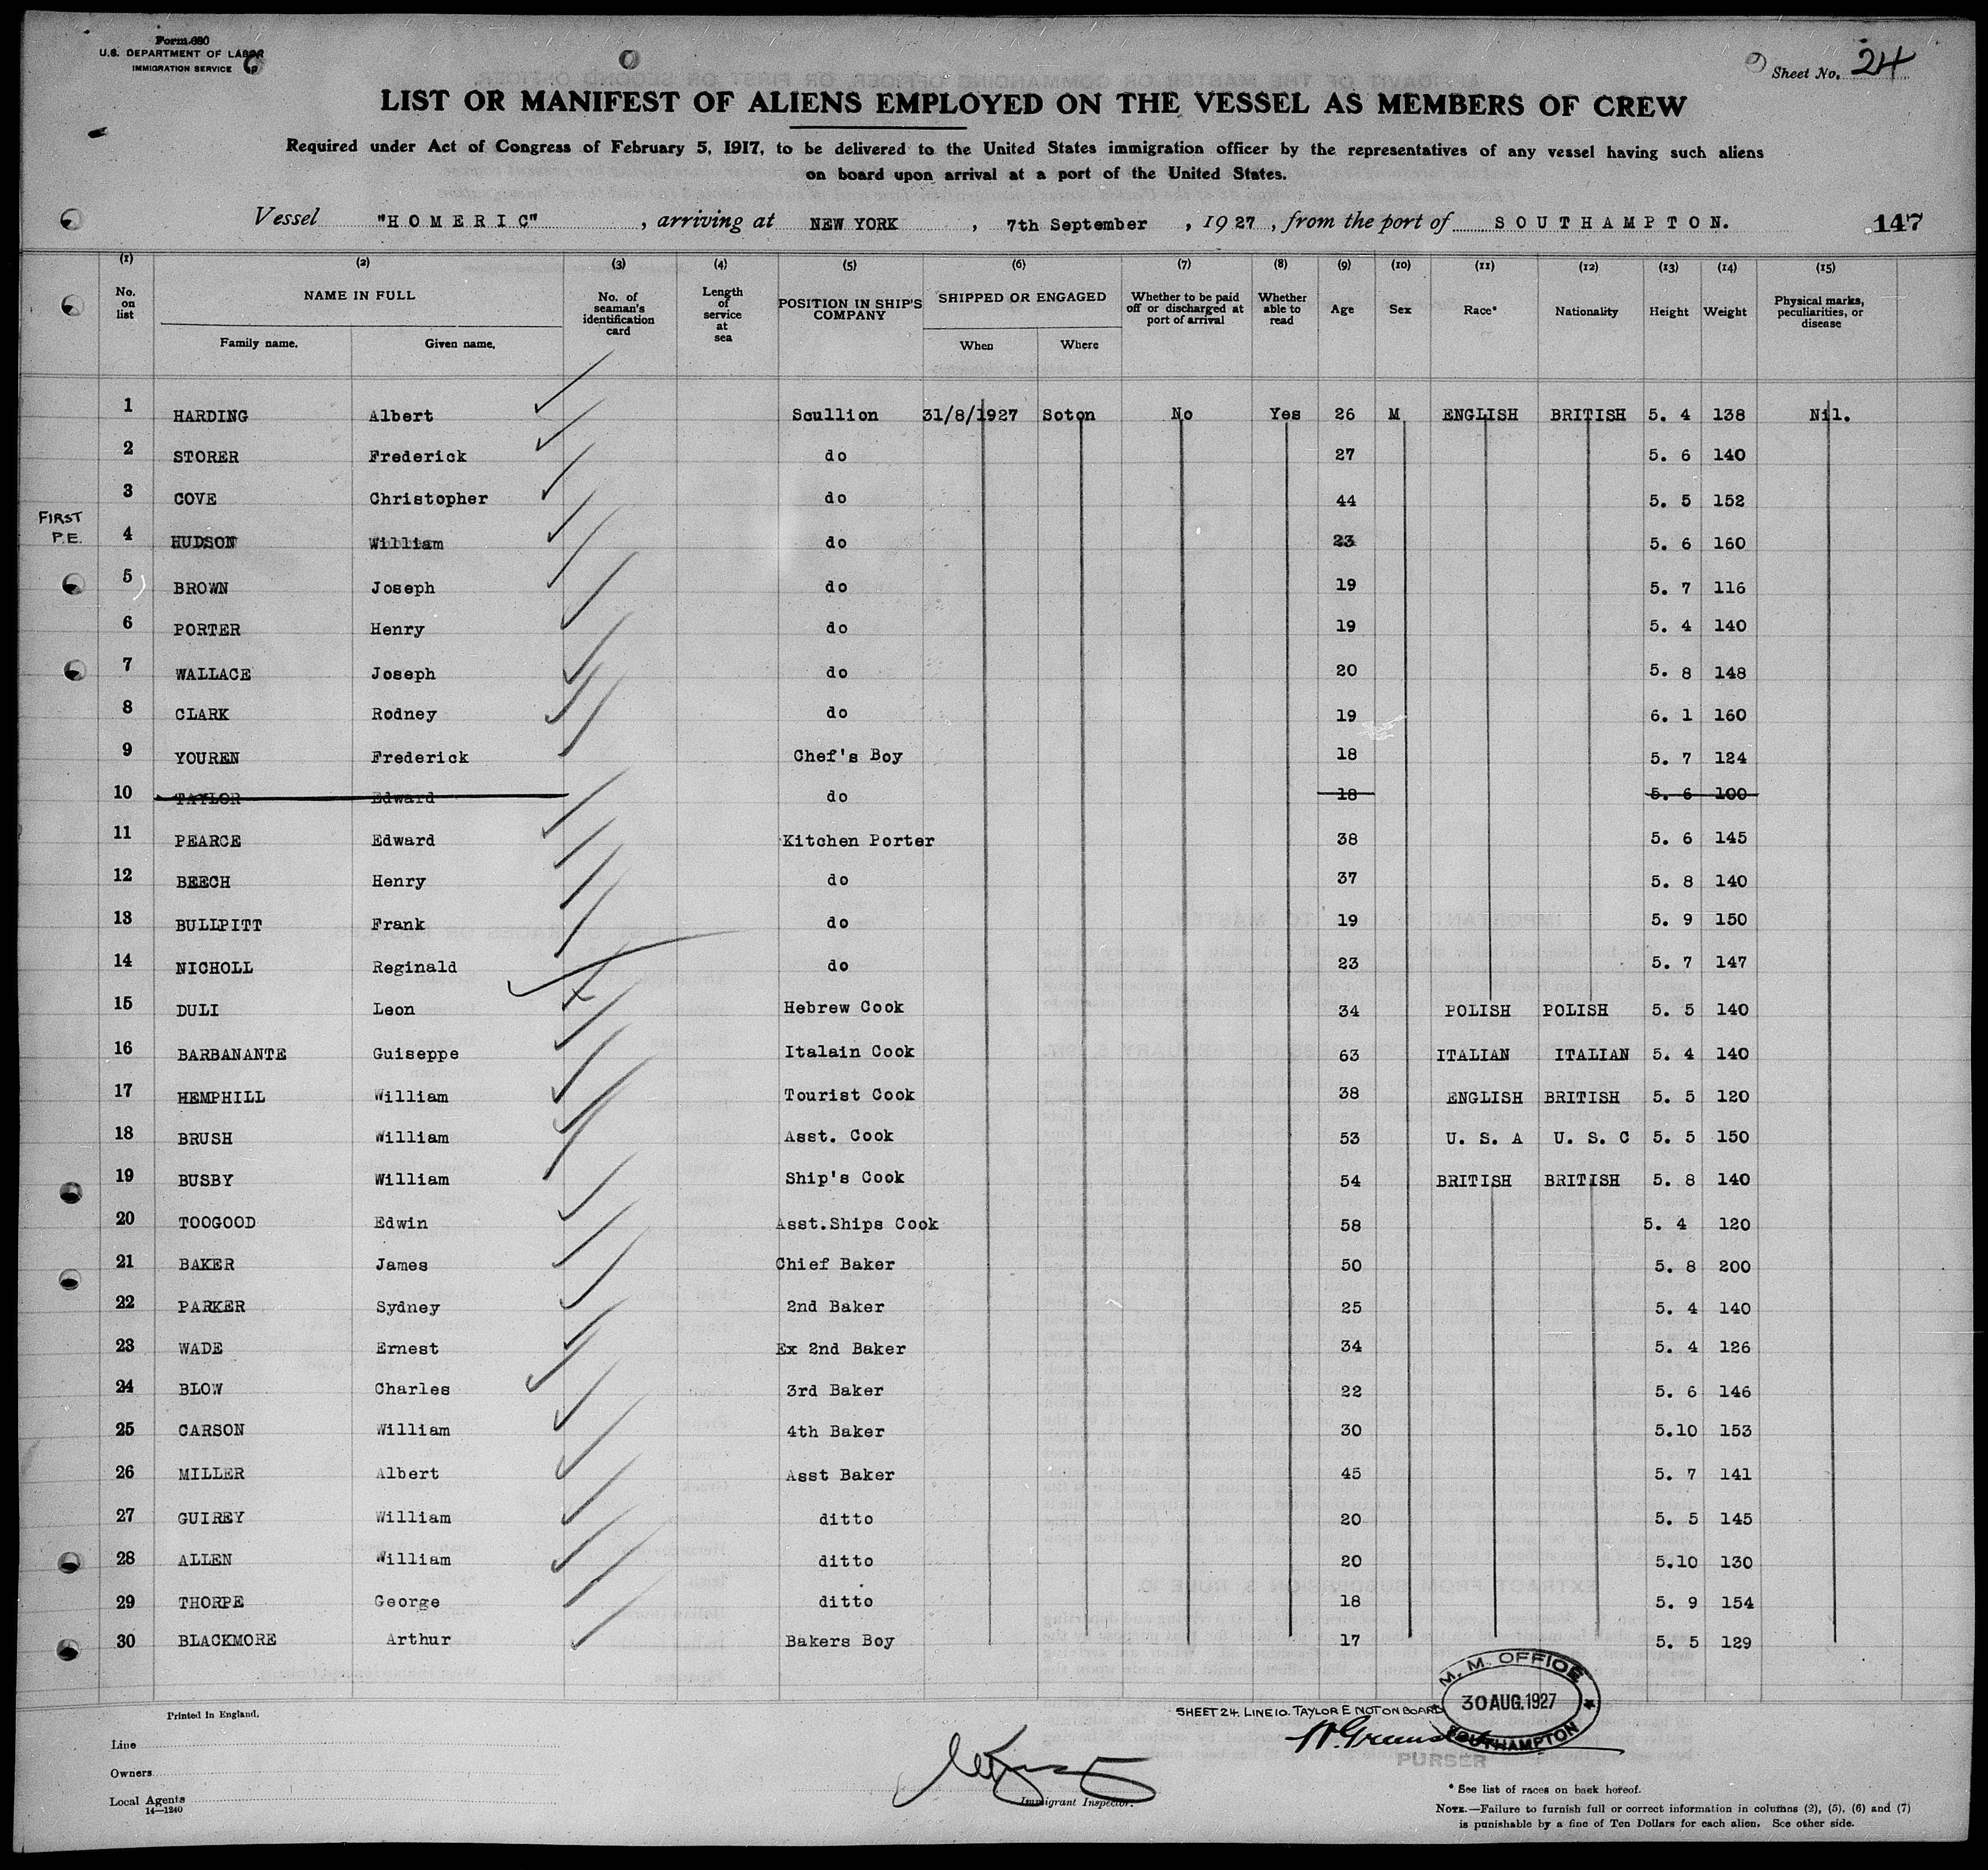 Form 680
U.S. DEPARTMENT OF LABOR
IMMIGRATION SERVICE
Sheet No. 24
LIST OR MANIFEST OF ALIENS EMPLOYED ON THE VESSEL AS MEMBERS OF CREW
Required under Act of Congress of February 5, 1917, to be delivered to the United States immigration officer by the representatives of any vessel having such aliens
on board upon arrival at a port of the United States.
Vessel "HOMERIC", arriving at NEW YORK, 7th September, 1927, from the port of SOUTHAMPTON. 147
(1) (2) (3) (4) (5) (6) (7) (8) (9) (10) (11) (12) (13) (14) (15)
No. on list NAME IN FULL Family name. Given name. No. of seaman's identification card Length of service at sea POSITION IN SHIP'S COMPANY SHIPPED OR ENGAGED When Where Whether to be paid off or discharged at port of arrival Whether able to read Age Sex Race* Nationality Height Weight Physical marks, peculiarities, or disease
1 HARDING Albert Scullion 31/8/1927 Soton No Yes 26 M ENGLISH BRITISH 5. 4 138 Nil.
2 STORER Frederick do 27 5. 6 140
3 COVE Christopher do 44 5. 5 152
FIRST P.E. 4 HUDSON William do 23 5. 6 160
5 BROWN Joseph do 19 5. 7 116
6 PORTER Henry do 19 5. 4 140
7 WALLACE Joseph do 20 5. 8 148
8 CLARK Rodney do 19 6. 1 160
9 YOUREN Frederick Chef's Boy 18 5. 7 124
10 TAYLOR Edward do 18 5. 6 100
11 PEARCE Edward Kitchen Porter 38 5. 6 145
12 BEECH Henry do 37 5. 8 140
13 BULLPITT Frank do 19 5. 9 150
14 NICHOLL Reginald do 23 5. 7 147
15 DULI Leon Hebrew Cook 34 POLISH POLISH 5. 5 140
16 BARBANANTE Guiseppe Italain Cook 63 ITALIAN ITALIAN 5. 4 140
17 HEMPHILL William Tourist Cook 38 ENGLISH BRITISH 5. 5 120
18 BRUSH William Asst. Cook 53 U. S. A U. S. C 5. 5 150
19 BUSBY William Ship's Cook 54 BRITISH BRITISH 5. 8 140
20 TOOGOOD Edwin Asst.Ships Cook 58 5. 4 120
21 BAKER James Chief Baker 50 5. 8 200
22 PARKER Sydney 2nd Baker 25 5. 4 140
23 WADE Ernest Ex 2nd Baker 34 5. 4 126
24 BLOW Charles 3rd Baker 22 5. 6 146
25 CARSON William 4th Baker 30 5.10 153
26 MILLER Albert Asst Baker 45 5. 7 141
27 GUIREY William ditto 20 5. 5 145
28 ALLEN William ditto 20 5.10 130
29 THORPE George ditto 18 5. 9 154
30 BLACKMORE Arthur Bakers Boy 17 5. 5 129
Printed in England.
SHEET 24. LINE 10. TAYLOR E NOT ON BOARD
M. M. OFFICE
30 AUG. 1927
SOUTHAMPTON
PURSER
Line
Owners
Local Agents
14—1240
Immigrant Inspector.
* See list of races on back hereof.
NOTE.—Failure to furnish full or correct information in columns (2), (5), (6) and (7)
is punishable by a fine of Ten Dollars for each alien. See other side.